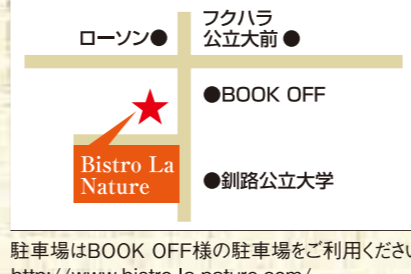 フクハラ
ローソン●
公立大前●
●BOOK OFF
Bistro La
Nature
●釧路公立大学
駐車場はBOOK OFF様の駐車場をご利用くださ